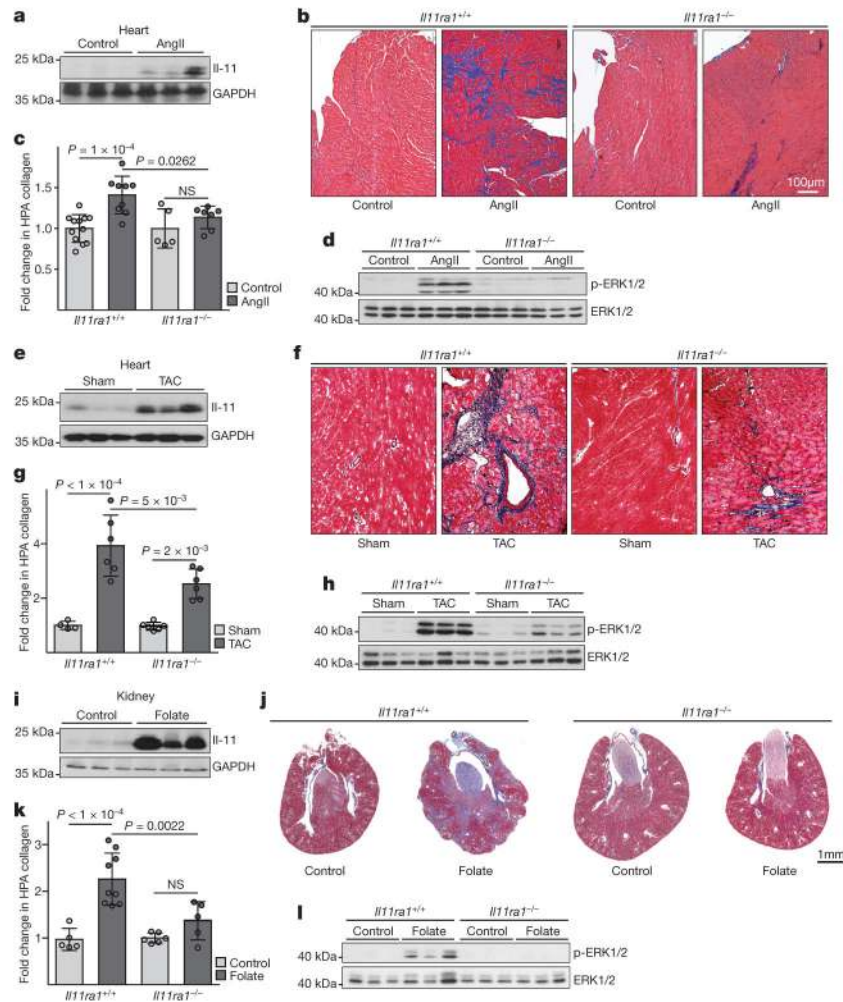 a
Heart
Control AngII
25 kDa
Il-11
35 kDa
GAPDH
b
Il11ra1+/+ Il11ra1–/–
Control AngII Control AngII
100μm
c
P = 1 × 10–4
P = 0.0262
NS
Fold change in HPA collagen
1.5
1.0
0.5
Control
AngII
Il11ra1+/+ Il11ra1–/–
d
Il11ra1+/+ Il11ra1–/–
Control AngII Control AngII
40 kDa
p-ERK1/2
40 kDa
ERK1/2
e
Heart
Sham TAC
25 kDa
Il-11
35 kDa
GAPDH
f
Il11ra1+/+ Il11ra1–/–
Sham TAC Sham TAC
g
P < 1 × 10–4
P = 5 × 10–3
P = 2 × 10–3
Fold change in HPA collagen
4
2
Sham
TAC
Il11ra1+/+ Il11ra1–/–
h
Il11ra1+/+ Il11ra1–/–
Sham TAC Sham TAC
40 kDa
p-ERK1/2
40 kDa
ERK1/2
i
Kidney
Control Folate
25 kDa
Il-11
35 kDa
GAPDH
j
Il11ra1+/+ Il11ra1–/–
Control Folate Control Folate
1mm
k
P < 1 × 10–4
P = 0.0022
NS
Fold change in HPA collagen
3
2
1
Control
Folate
Il11ra1+/+ Il11ra1–/–
l
Il11ra1+/+ Il11ra1–/–
Control Folate Control Folate
40 kDa
p-ERK1/2
40 kDa
ERK1/2